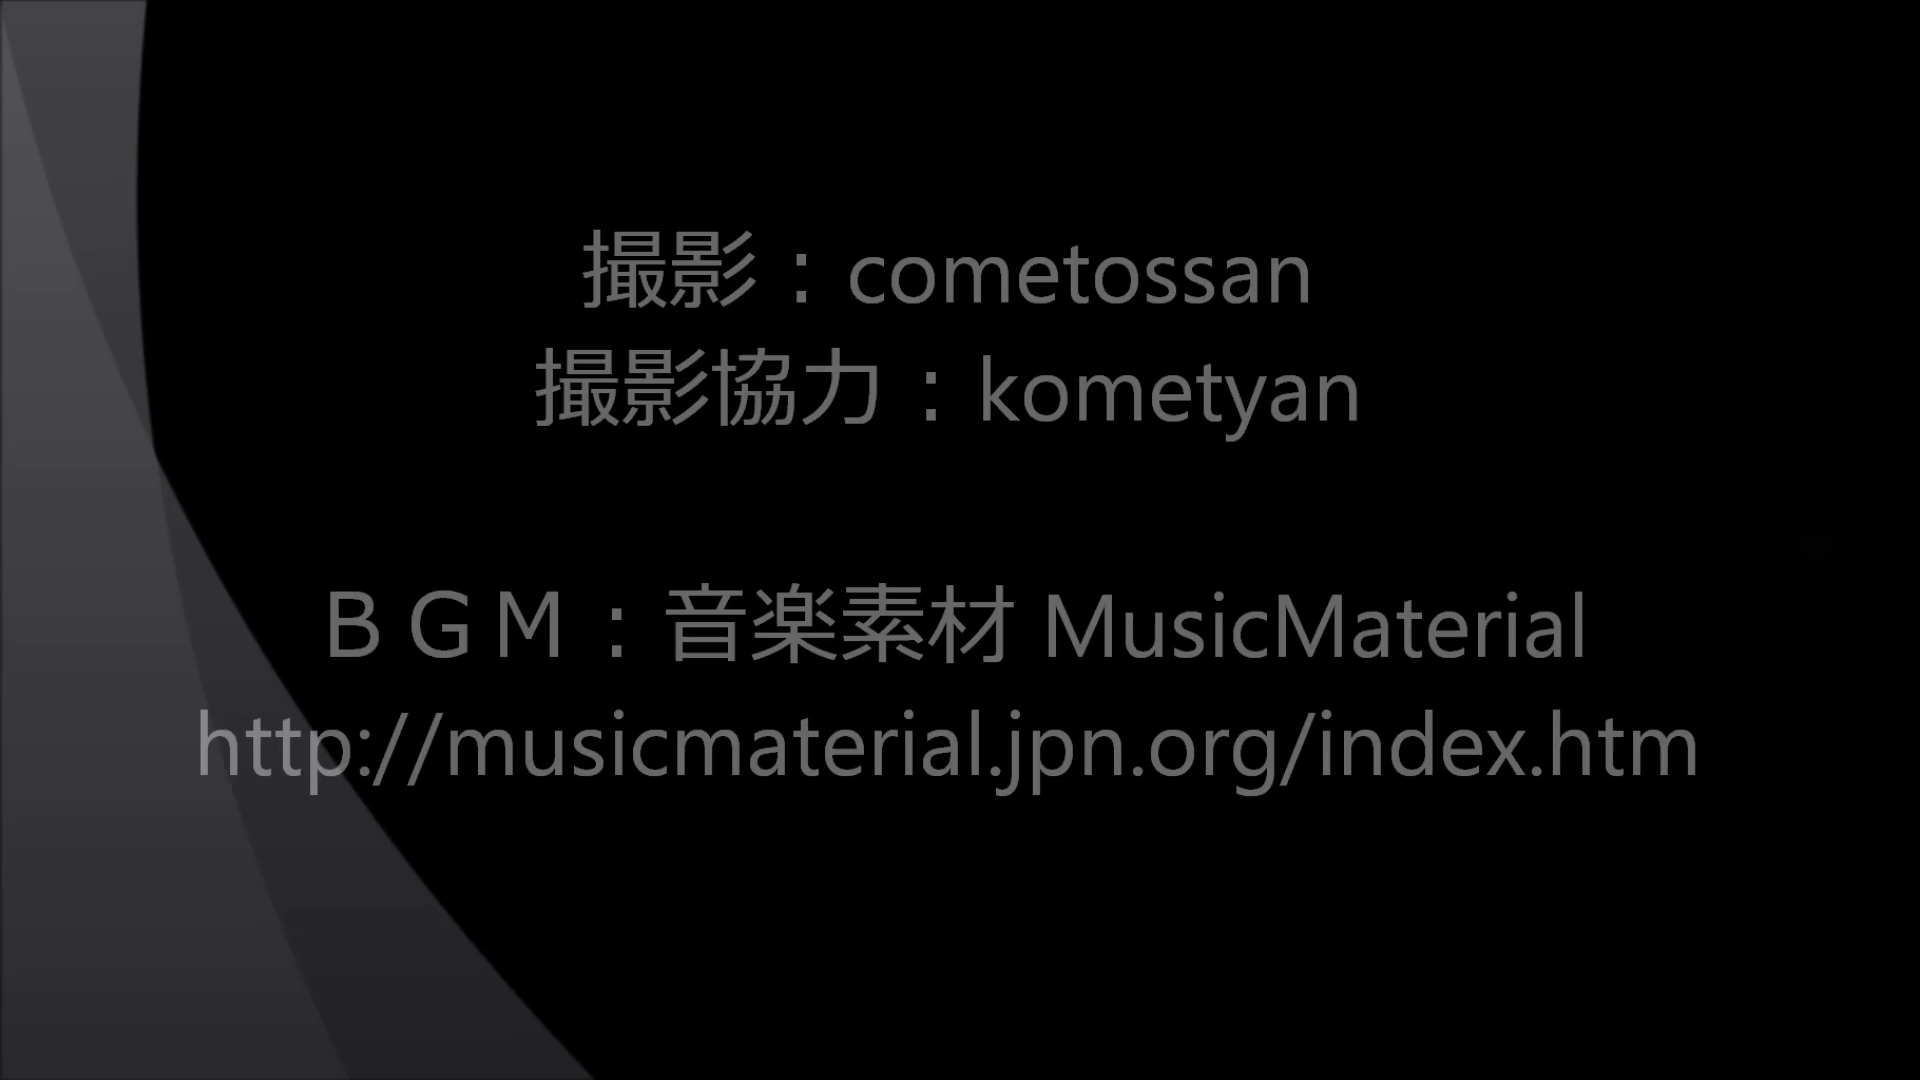 撮影：cometossan
撮影協力：kometyan
ＢＧＭ：音楽素材 MusicMaterial
http://musicmaterial.jpn.org/index.htm